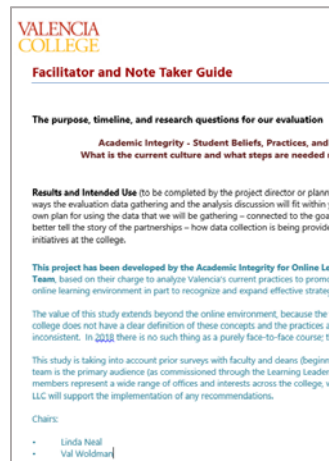 VALENCIA
COLLEGE
Facilitator and Note Taker Guide
The purpose, timeline, and research questions for our evaluation
Academic Integrity - Student Beliefs, Practices, and
What is the current culture and what steps are needed
Results and Intended Use (to be completed by the project director or plann
ways the evaluation data gathering and the analysis discussion will fit within
own plan for using the data that we will be gathering – connected to the goa
better tell the story of the partnerships – how data collection is being provide
initiatives at the college.
This project has been developed by the Academic Integrity for Online Le
Team, based on their charge to analyze Valencia's current practices to promo
online learning environment in part to recognize and expand effective strateg
The value of this study extends beyond the online environment, because the
college does not have a clear definition of these concepts and the practices a
inconsistent. In 2018 there is no such thing as a purely face-to-face course; t
This study is taking into account prior surveys with faculty and deans (beginn
team is the primary audience (as commissioned through the Learning Leader
members represent a wide range of offices and interests across the college,
LLC will support the implementation of any recommendations.
Chairs:
• Linda Neal
• Val Woldman